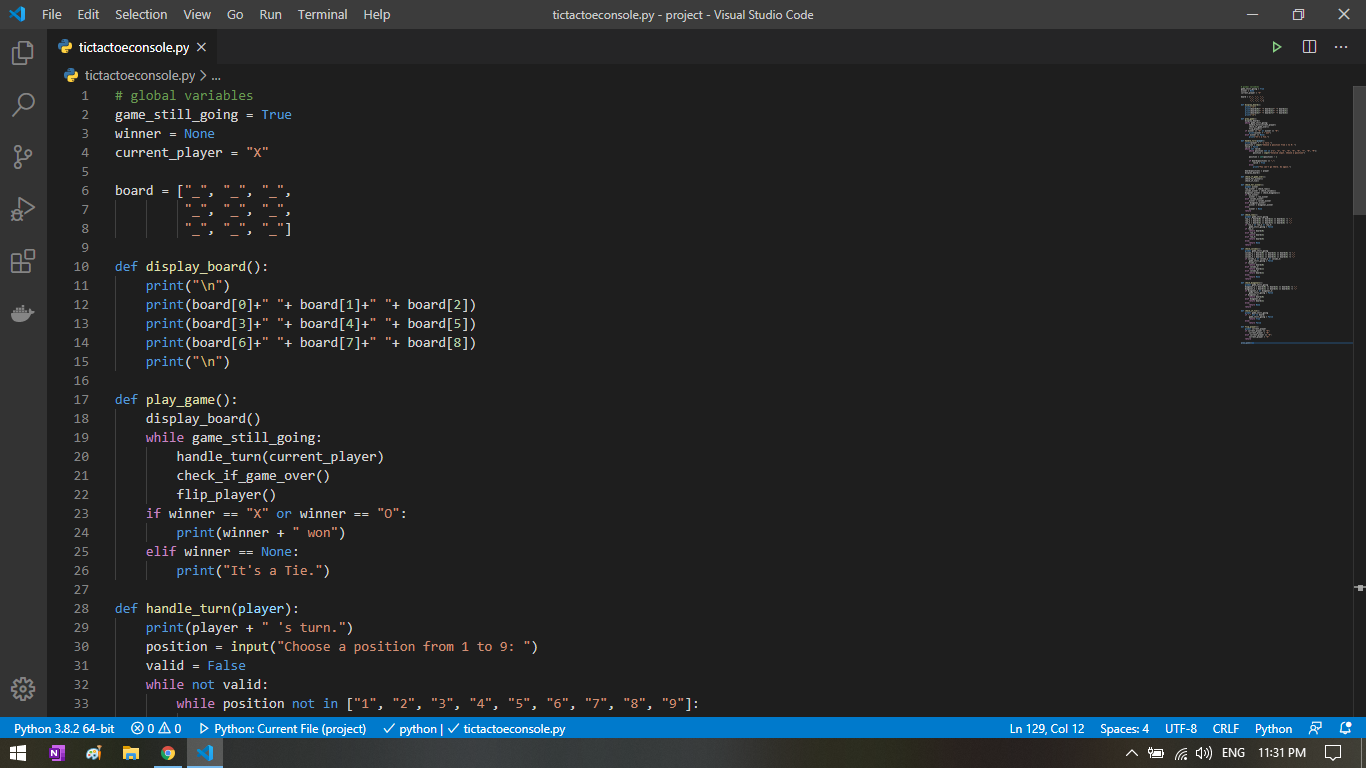 File Edit Selection View Go Run Terminal Help tictactoeconsole.py - project - Visual Studio Code
tictactoeconsole.py
tictactoeconsole.py > ...
1 # global variables
2 game_still_going = True
3 winner = None
4 current_player = "X"
5
6 board = ["_", "_", "_",
7 "_", "_", "_",
8 "_", "_", "_"]
9
10 def display_board():
11 print("\n")
12 print(board[0]+" "+ board[1]+" "+ board[2])
13 print(board[3]+" "+ board[4]+" "+ board[5])
14 print(board[6]+" "+ board[7]+" "+ board[8])
15 print("\n")
16
17 def play_game():
18 display_board()
19 while game_still_going:
20 handle_turn(current_player)
21 check_if_game_over()
22 flip_player()
23 if winner == "X" or winner == "O":
24 print(winner + " won")
25 elif winner == None:
26 print("It's a Tie.")
27
28 def handle_turn(player):
29 print(player + " 's turn.")
30 position = input("Choose a position from 1 to 9: ")
31 valid = False
32 while not valid:
33 while position not in ["1", "2", "3", "4", "5", "6", "7", "8", "9"]:
Python 3.8.2 64-bit 0 0 Python: Current File (project) python | tictactoeconsole.py Ln 129, Col 12 Spaces: 4 UTF-8 CRLF Python
ENG 11:31 PM